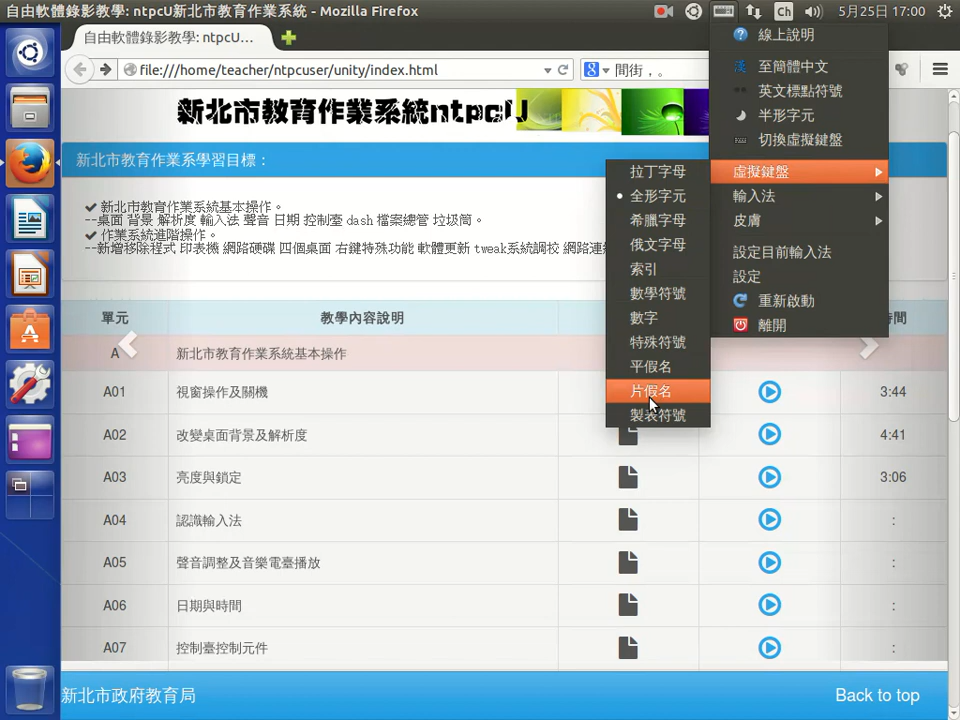 自由軟體錄影教學: ntpcU新北市教育作業系統 - Mozilla Firefox
Ch
5月25日 17:00
自由軟體錄影教學: ntpcU…
file:///home/teacher/ntpcuser/unity/index.html
間街，。
線上說明
至簡體中文
英文標點符號
半形字元
切換虛擬鍵盤
虛擬鍵盤
輸入法
皮膚
設定目前輸入法
設定
重新啟動
離開
拉丁字母
全形字元
希臘字母
俄文字母
索引
數學符號
數字
特殊符號
平假名
片假名
製表符號
新北市教育作業系統ntpcU
新北市教育作業系學習目標：
新北市教育作業系統基本操作。
--桌面 背景 解析度 輸入法 聲音 日期 控制臺 dash 檔案總管 垃圾筒。
作業系統進階操作。
--新增移除程式 印表機 網路硬碟 四個桌面 右鍵特殊功能 軟體更新 tweak系統調校 網路連
單元 教學內容說明 時間
A 新北市教育作業系統基本操作
A01 視窗操作及關機 3:44
A02 改變桌面背景及解析度 4:41
A03 亮度與鎖定 3:06
A04 認識輸入法 :
A05 聲音調整及音樂電臺播放 :
A06 日期與時間 :
A07 控制臺控制元件 :
新北市政府教育局 Back to top